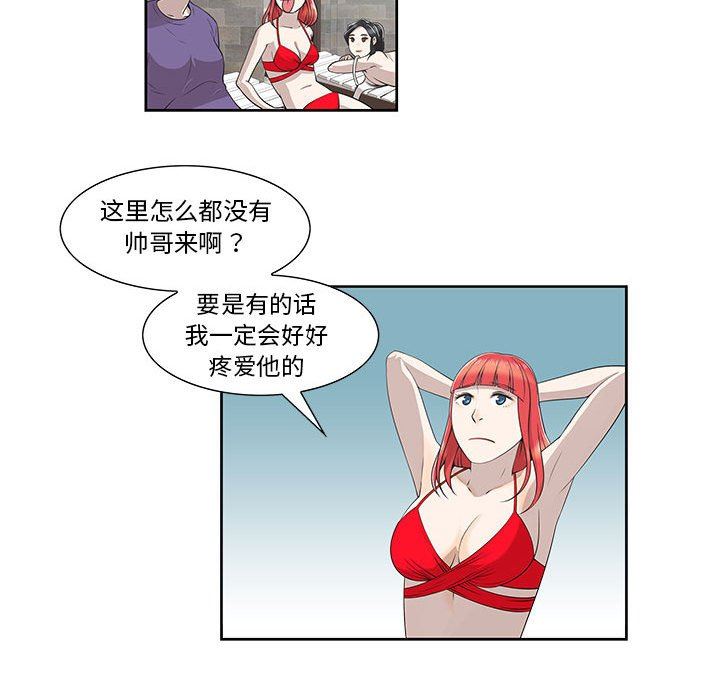 这里怎么都没有
帅哥来啊？
要是有的话
我一定会好好
疼爱他的